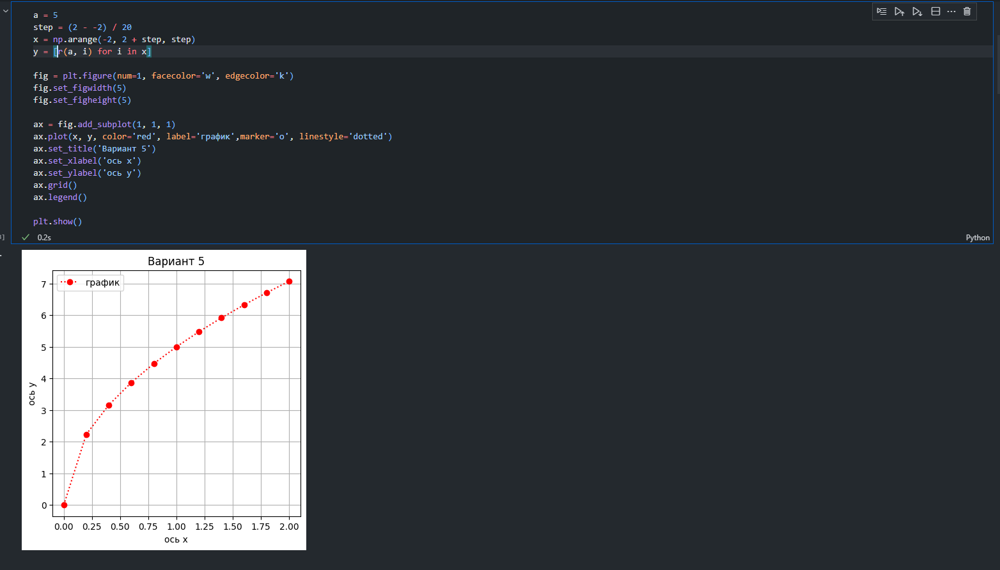 a = 5
step = (2 - -2) / 20
x = np.arange(-2, 2 + step, step)
y = [r(a, i) for i in x]
fig = plt.figure(num=1, facecolor='w', edgecolor='k')
fig.set_figwidth(5)
fig.set_figheight(5)
ax = fig.add_subplot(1, 1, 1)
ax.plot(x, y, color='red', label='график',marker='o', linestyle='dotted')
ax.set_title('Вариант 5')
ax.set_xlabel('ось x')
ax.set_ylabel('ось y')
ax.grid()
ax.legend()
plt.show()
0.2s
Python
Вариант 5
график
7
6
5
4
3
2
1
0
ось y
0.00 0.25 0.50 0.75 1.00 1.25 1.50 1.75 2.00
ось x